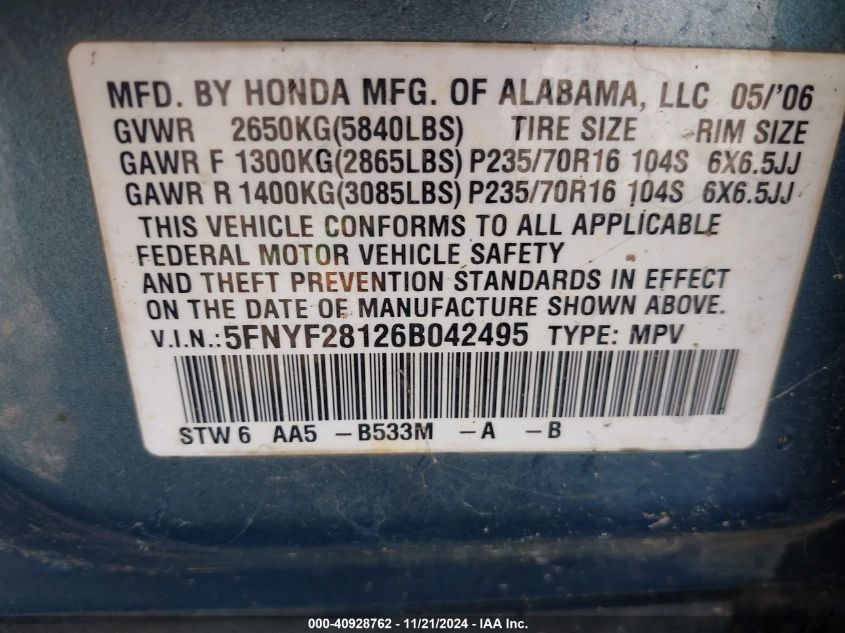 MFD. BY HONDA MFG. OF ALABAMA, LLC 05/'06
GVWR 2650KG(5840LBS) TIRE SIZE RIM SIZE
GAWR F 1300KG(2865LBS) P235/70R16 104S 6X6.5JJ
GAWR R 1400KG(3085LBS) P235/70R16 104S 6X6.5JJ
THIS VEHICLE CONFORMS TO ALL APPLICABLE
FEDERAL MOTOR VEHICLE SAFETY
AND THEFT PREVENTION STANDARDS IN EFFECT
ON THE DATE OF MANUFACTURE SHOWN ABOVE.
V.I.N.:5FNYF28126B042495 TYPE: MPV
STW 6 AA5 -B533M -A -B
000-40928762 - 11/21/2024 - IAA Inc.